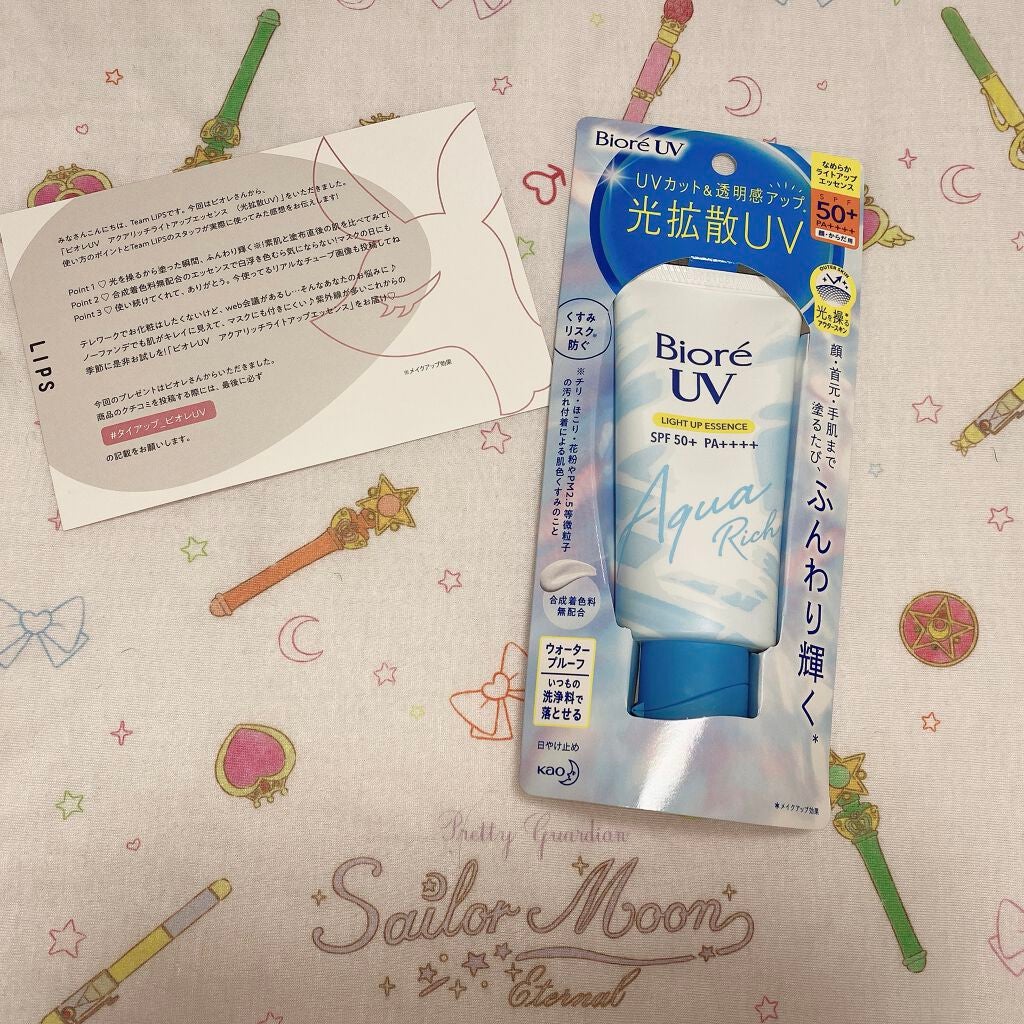 みなさんこんにちは、Team LIPSです。今回はビオレさんから、
「ビオレUV　アクアリッチライトアップエッセンス　(光拡散UV)」をいただきました。
使い方のポイントとTeam LIPSのスタッフが実際に使ってみた感想をお伝えします!
Point 1 ♡ 光を操るから塗った瞬間、ふんわり輝く※!素肌と塗布直後の肌を比べてみて!
Point 2 ♡ 合成着色料無配合のエッセンスで白浮き色むら気にならない!マスクの日にも
Point 3 ♡ 使い続けてくれて、ありがとう。今使ってるリアルなチューブ画像も投稿してね
テレワークでお化粧はしたくないけど、web会議があるし…そんなあなたのお悩みに♪
ノーファンデでも肌がキレイに見えて、マスクにも付きにくい♪紫外線が多いこれからの
季節に是非お試しを!「ビオレUV　アクアリッチライトアップエッセンス」をお届け♡
※メイクアップ効果
今回のプレゼントはビオレさんからいただきました。
商品のクチコミを投稿する際には、最後に必ず
#タイアップ_ビオレUV
の記載をお願いします。
LIPS
Bioré UV
UVカット&透明感アップ*
光拡散UV
なめらか
ライトアップ
エッセンス
SPF
50+
PA++++
顔・からだ用
OUTER SKIN
光を操る*
アウタースキン
くすみ
リスク※
防ぐ
※チリ・ほこり・花粉やPM2.5等微粒子
の汚れ付着による肌色くすみのこと
Bioré
UV
LIGHT UP ESSENCE
SPF 50+ PA++++
Aqua
Rich
顔・首元・手肌まで
塗るたび、ふんわり輝く*
合成着色料
無配合
ウォーター
プルーフ
いつもの
洗浄料で
落とせる
日やけ止め
Kao
*メイクアップ効果
Pretty Guardian
Sailor Moon
Eternal